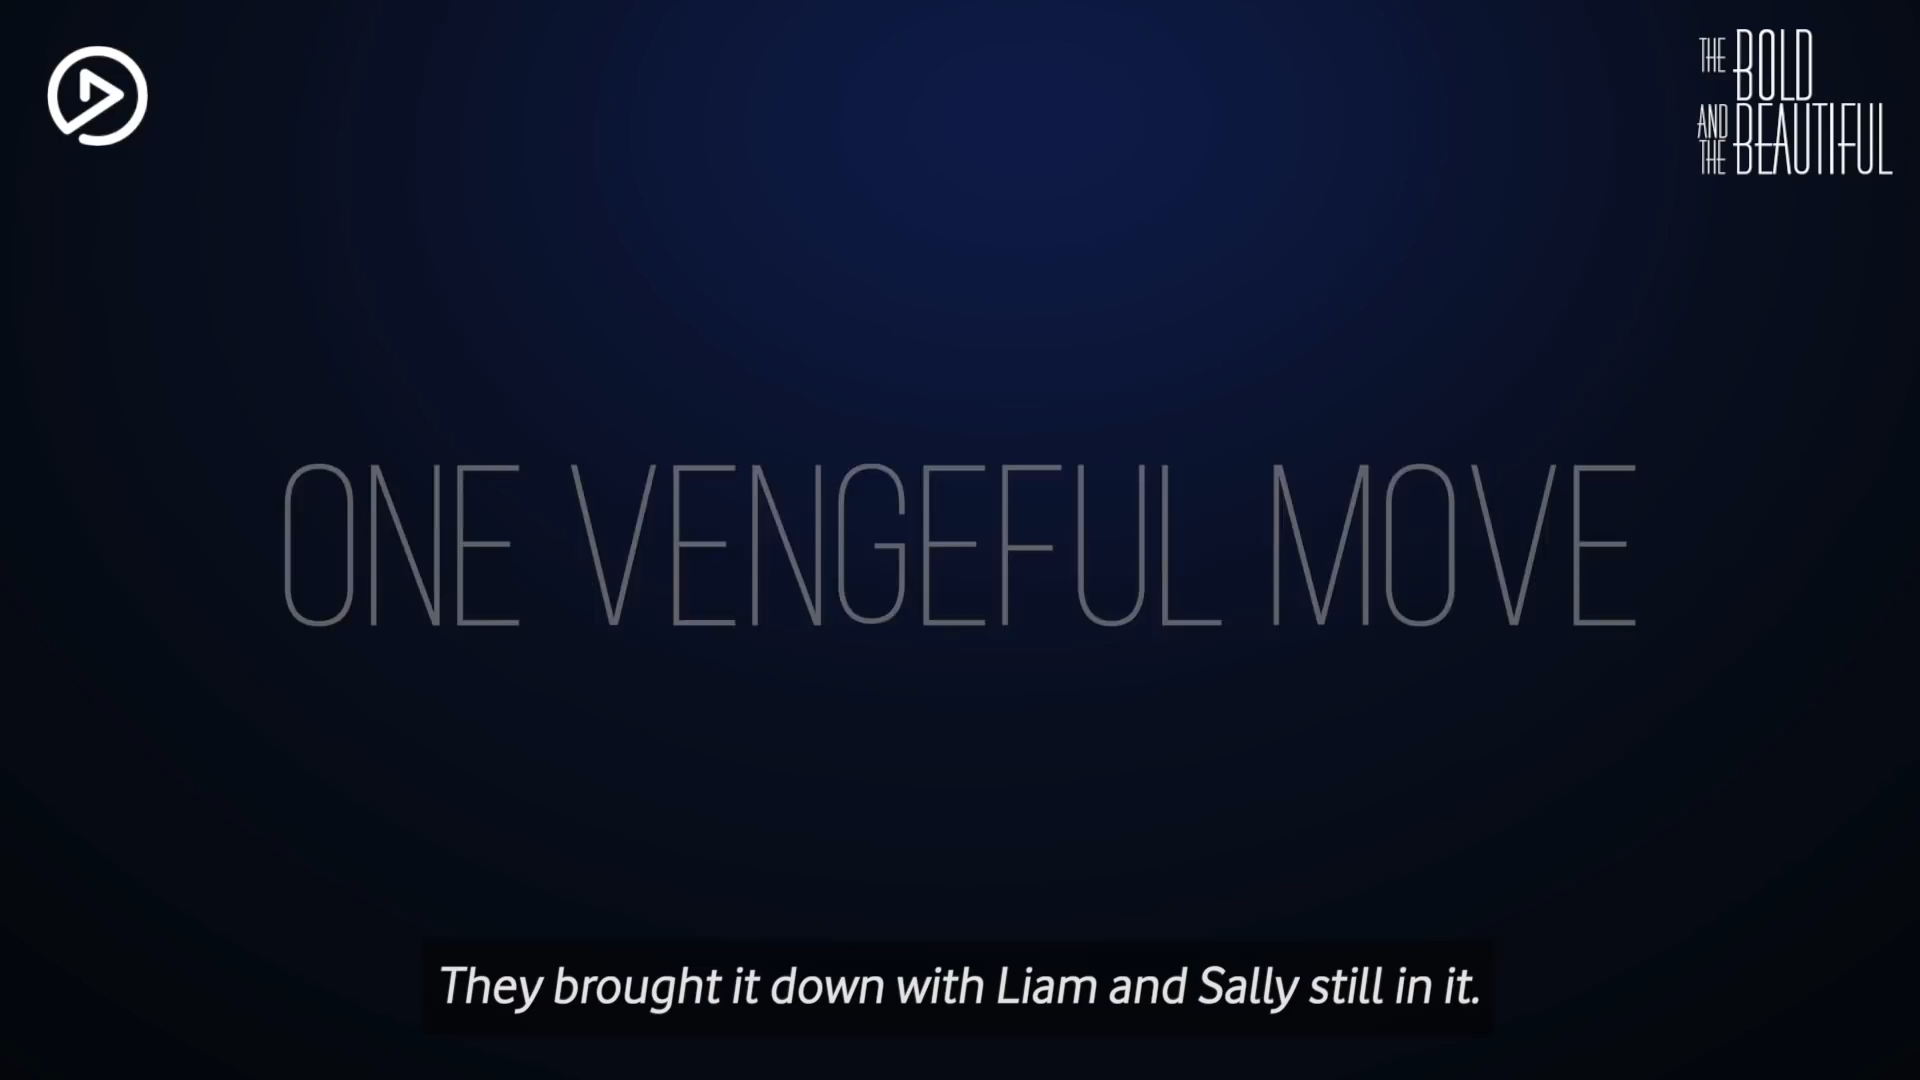 THE BOLD
AND THE BEAUTIFUL
ONE VENGEFUL MOVE
They brought it down with Liam and Sally still in it.